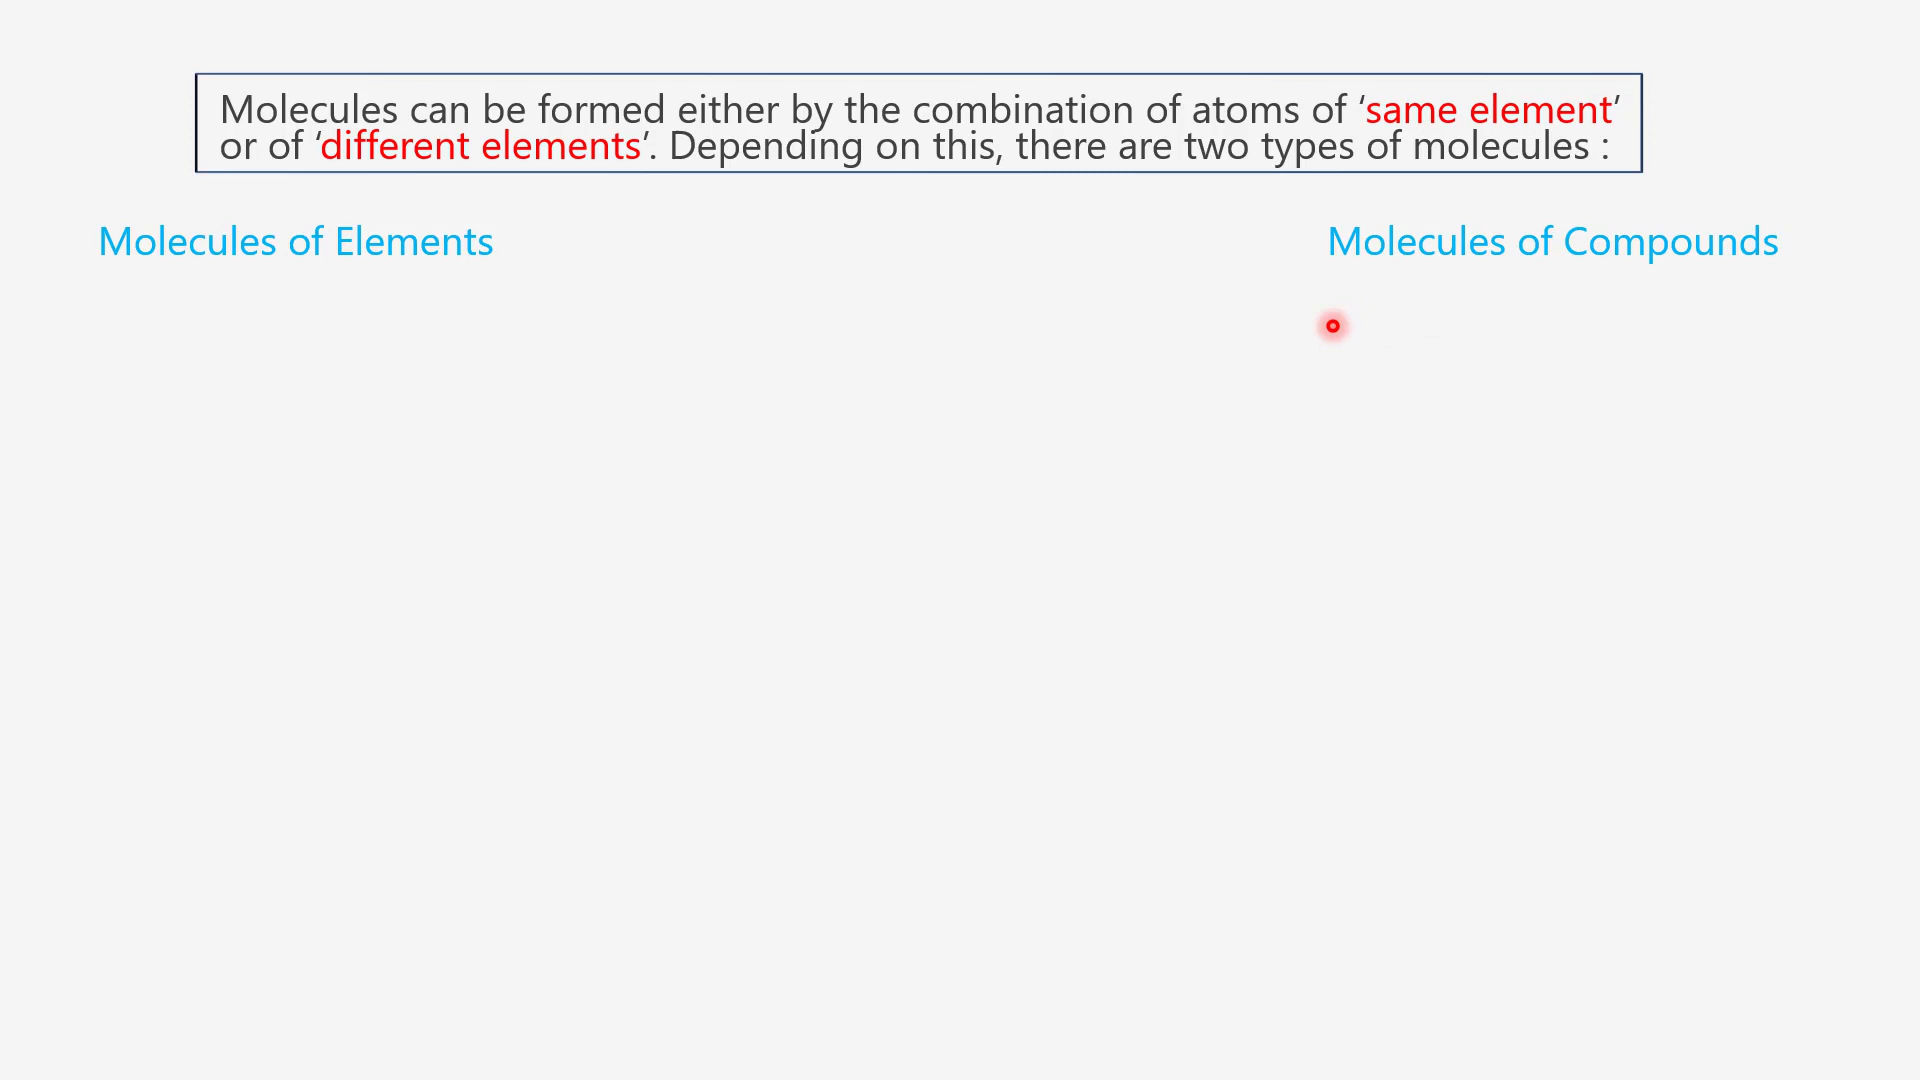 Molecules can be formed either by the combination of atoms of ‘same element’
or of ‘different elements’. Depending on this, there are two types of molecules :
Molecules of Elements
Molecules of Compounds